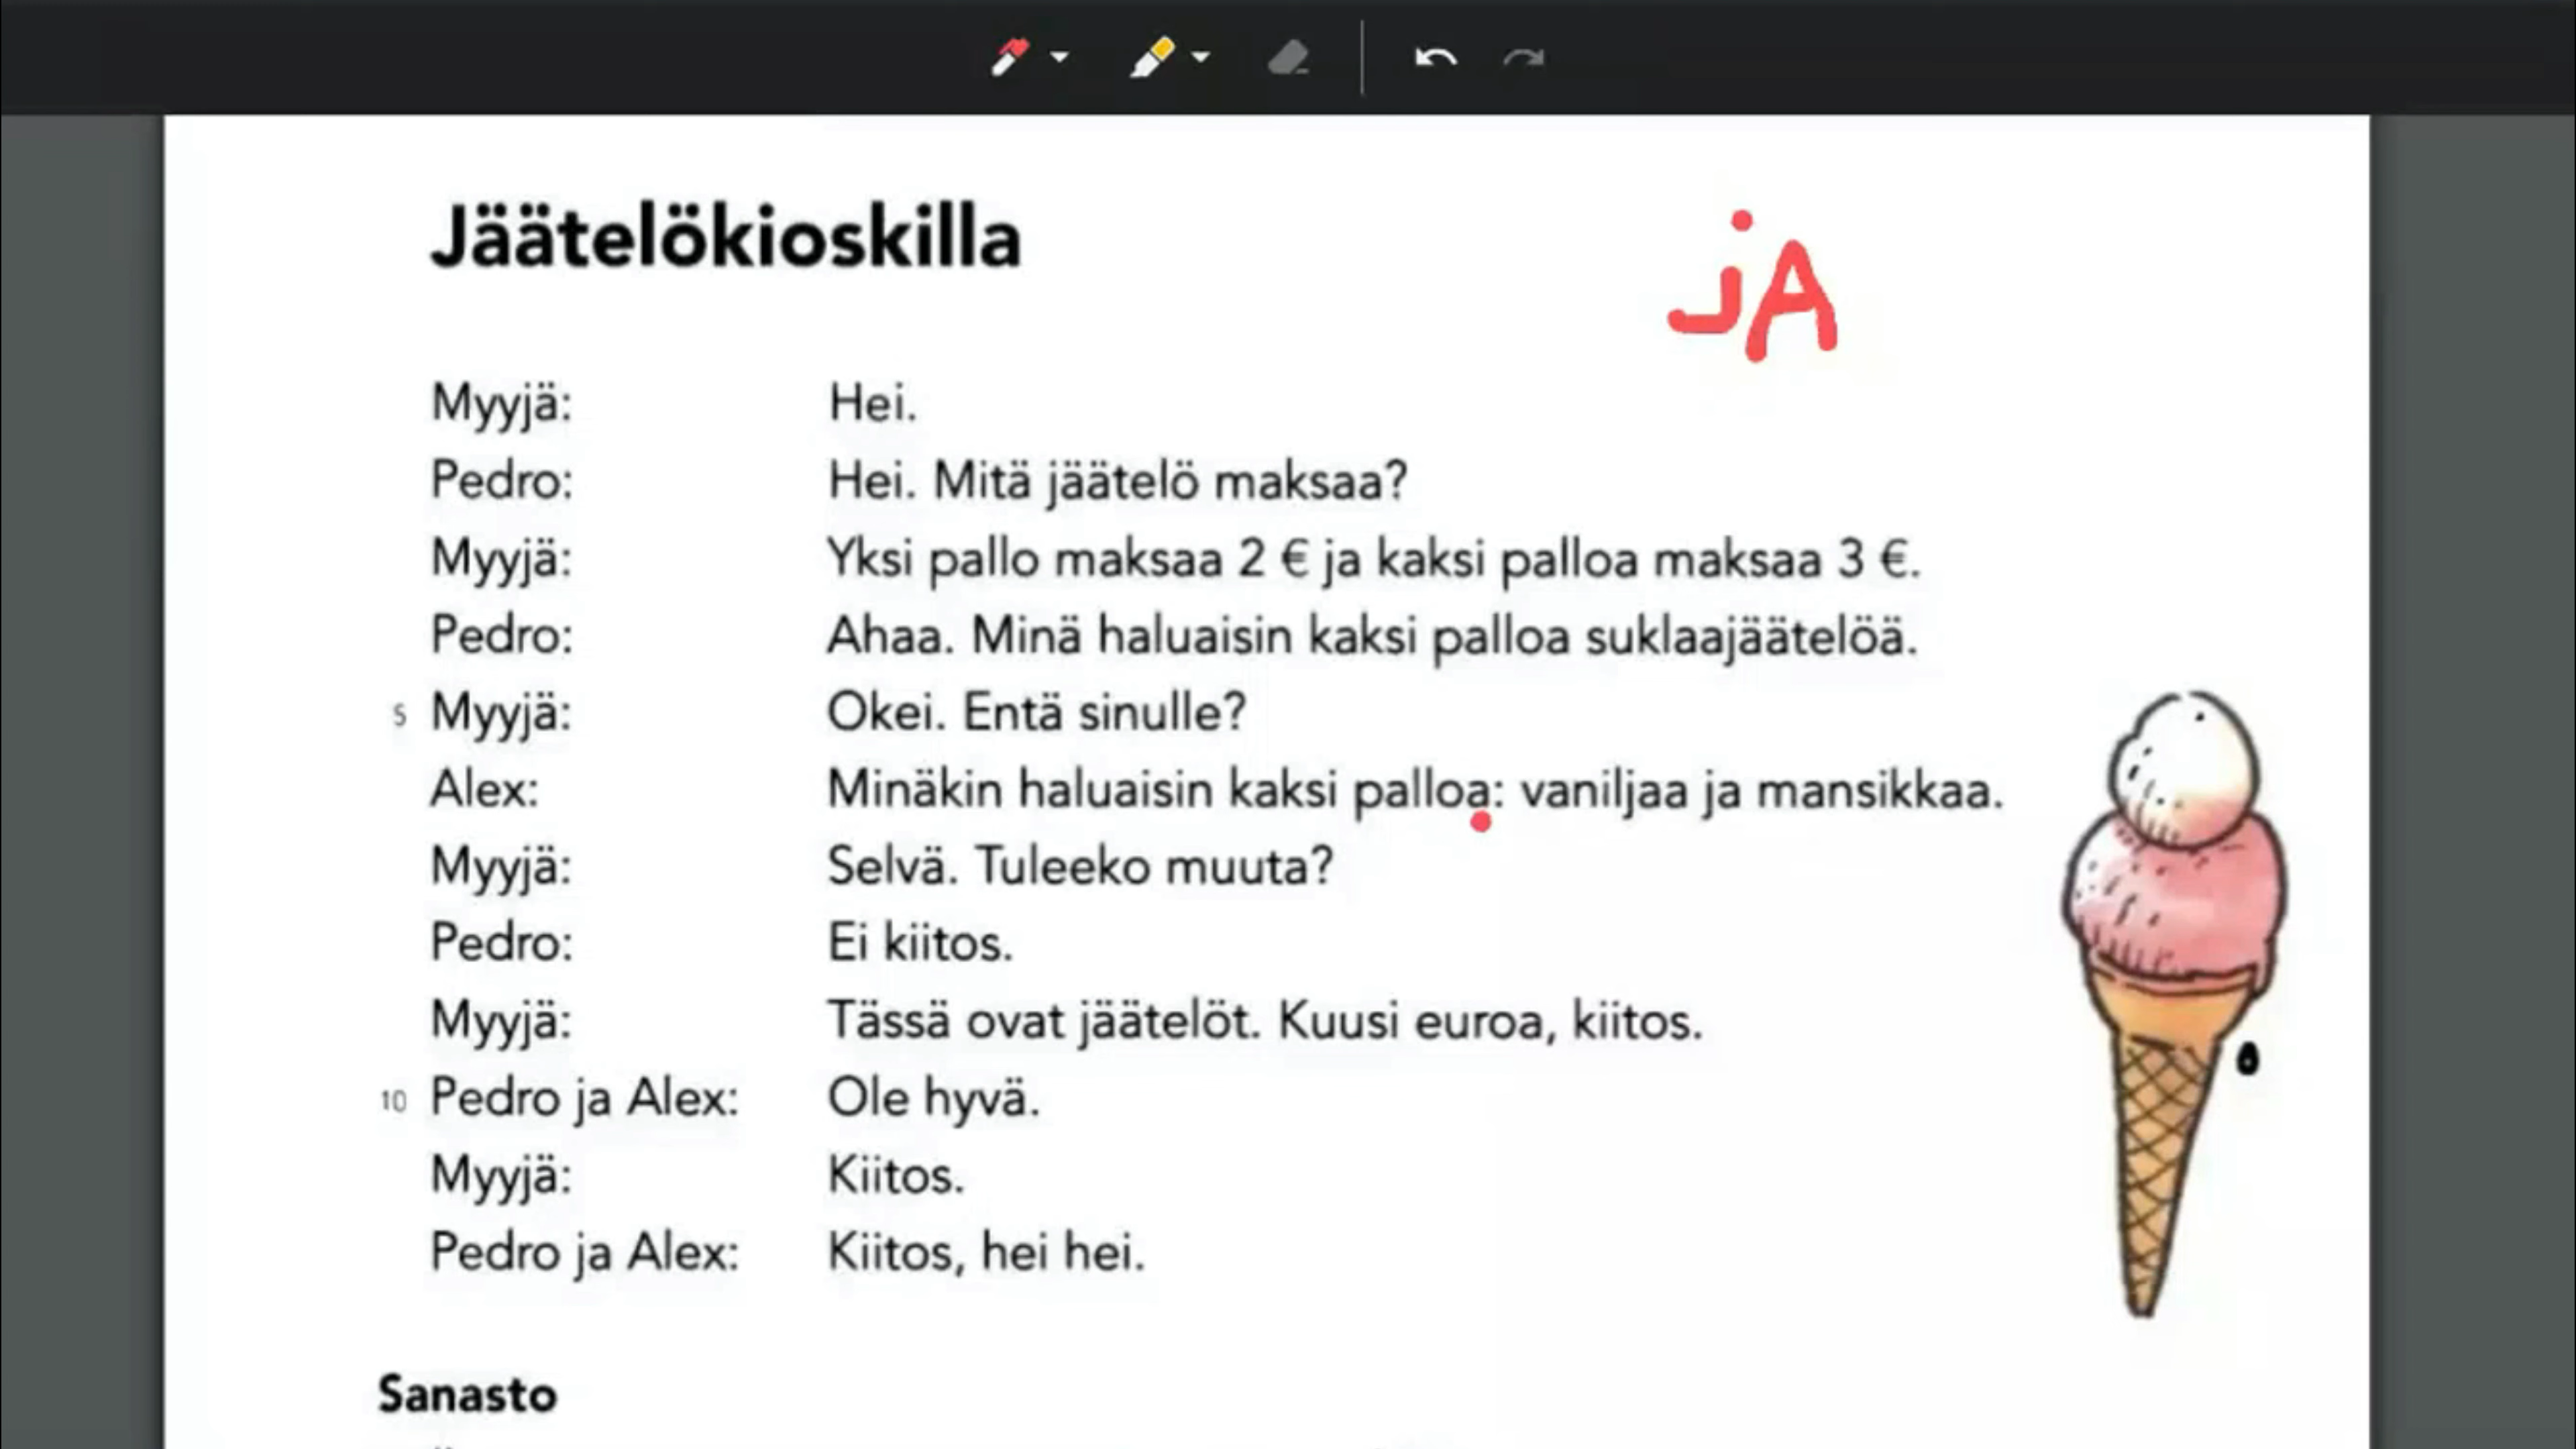 Jäätelökioskilla
jA
Myyjä: Hei.
Pedro: Hei. Mitä jäätelö maksaa?
Myyjä: Yksi pallo maksaa 2 € ja kaksi palloa maksaa 3 €.
Pedro: Ahaa. Minä haluaisin kaksi palloa suklaajäätelöä.
5 Myyjä: Okei. Entä sinulle?
Alex: Minäkin haluaisin kaksi palloa: vaniljaa ja mansikkaa.
Myyjä: Selvä. Tuleeko muuta?
Pedro: Ei kiitos.
Myyjä: Tässä ovat jäätelöt. Kuusi euroa, kiitos.
10 Pedro ja Alex: Ole hyvä.
Myyjä: Kiitos.
Pedro ja Alex: Kiitos, hei hei.
Sanasto